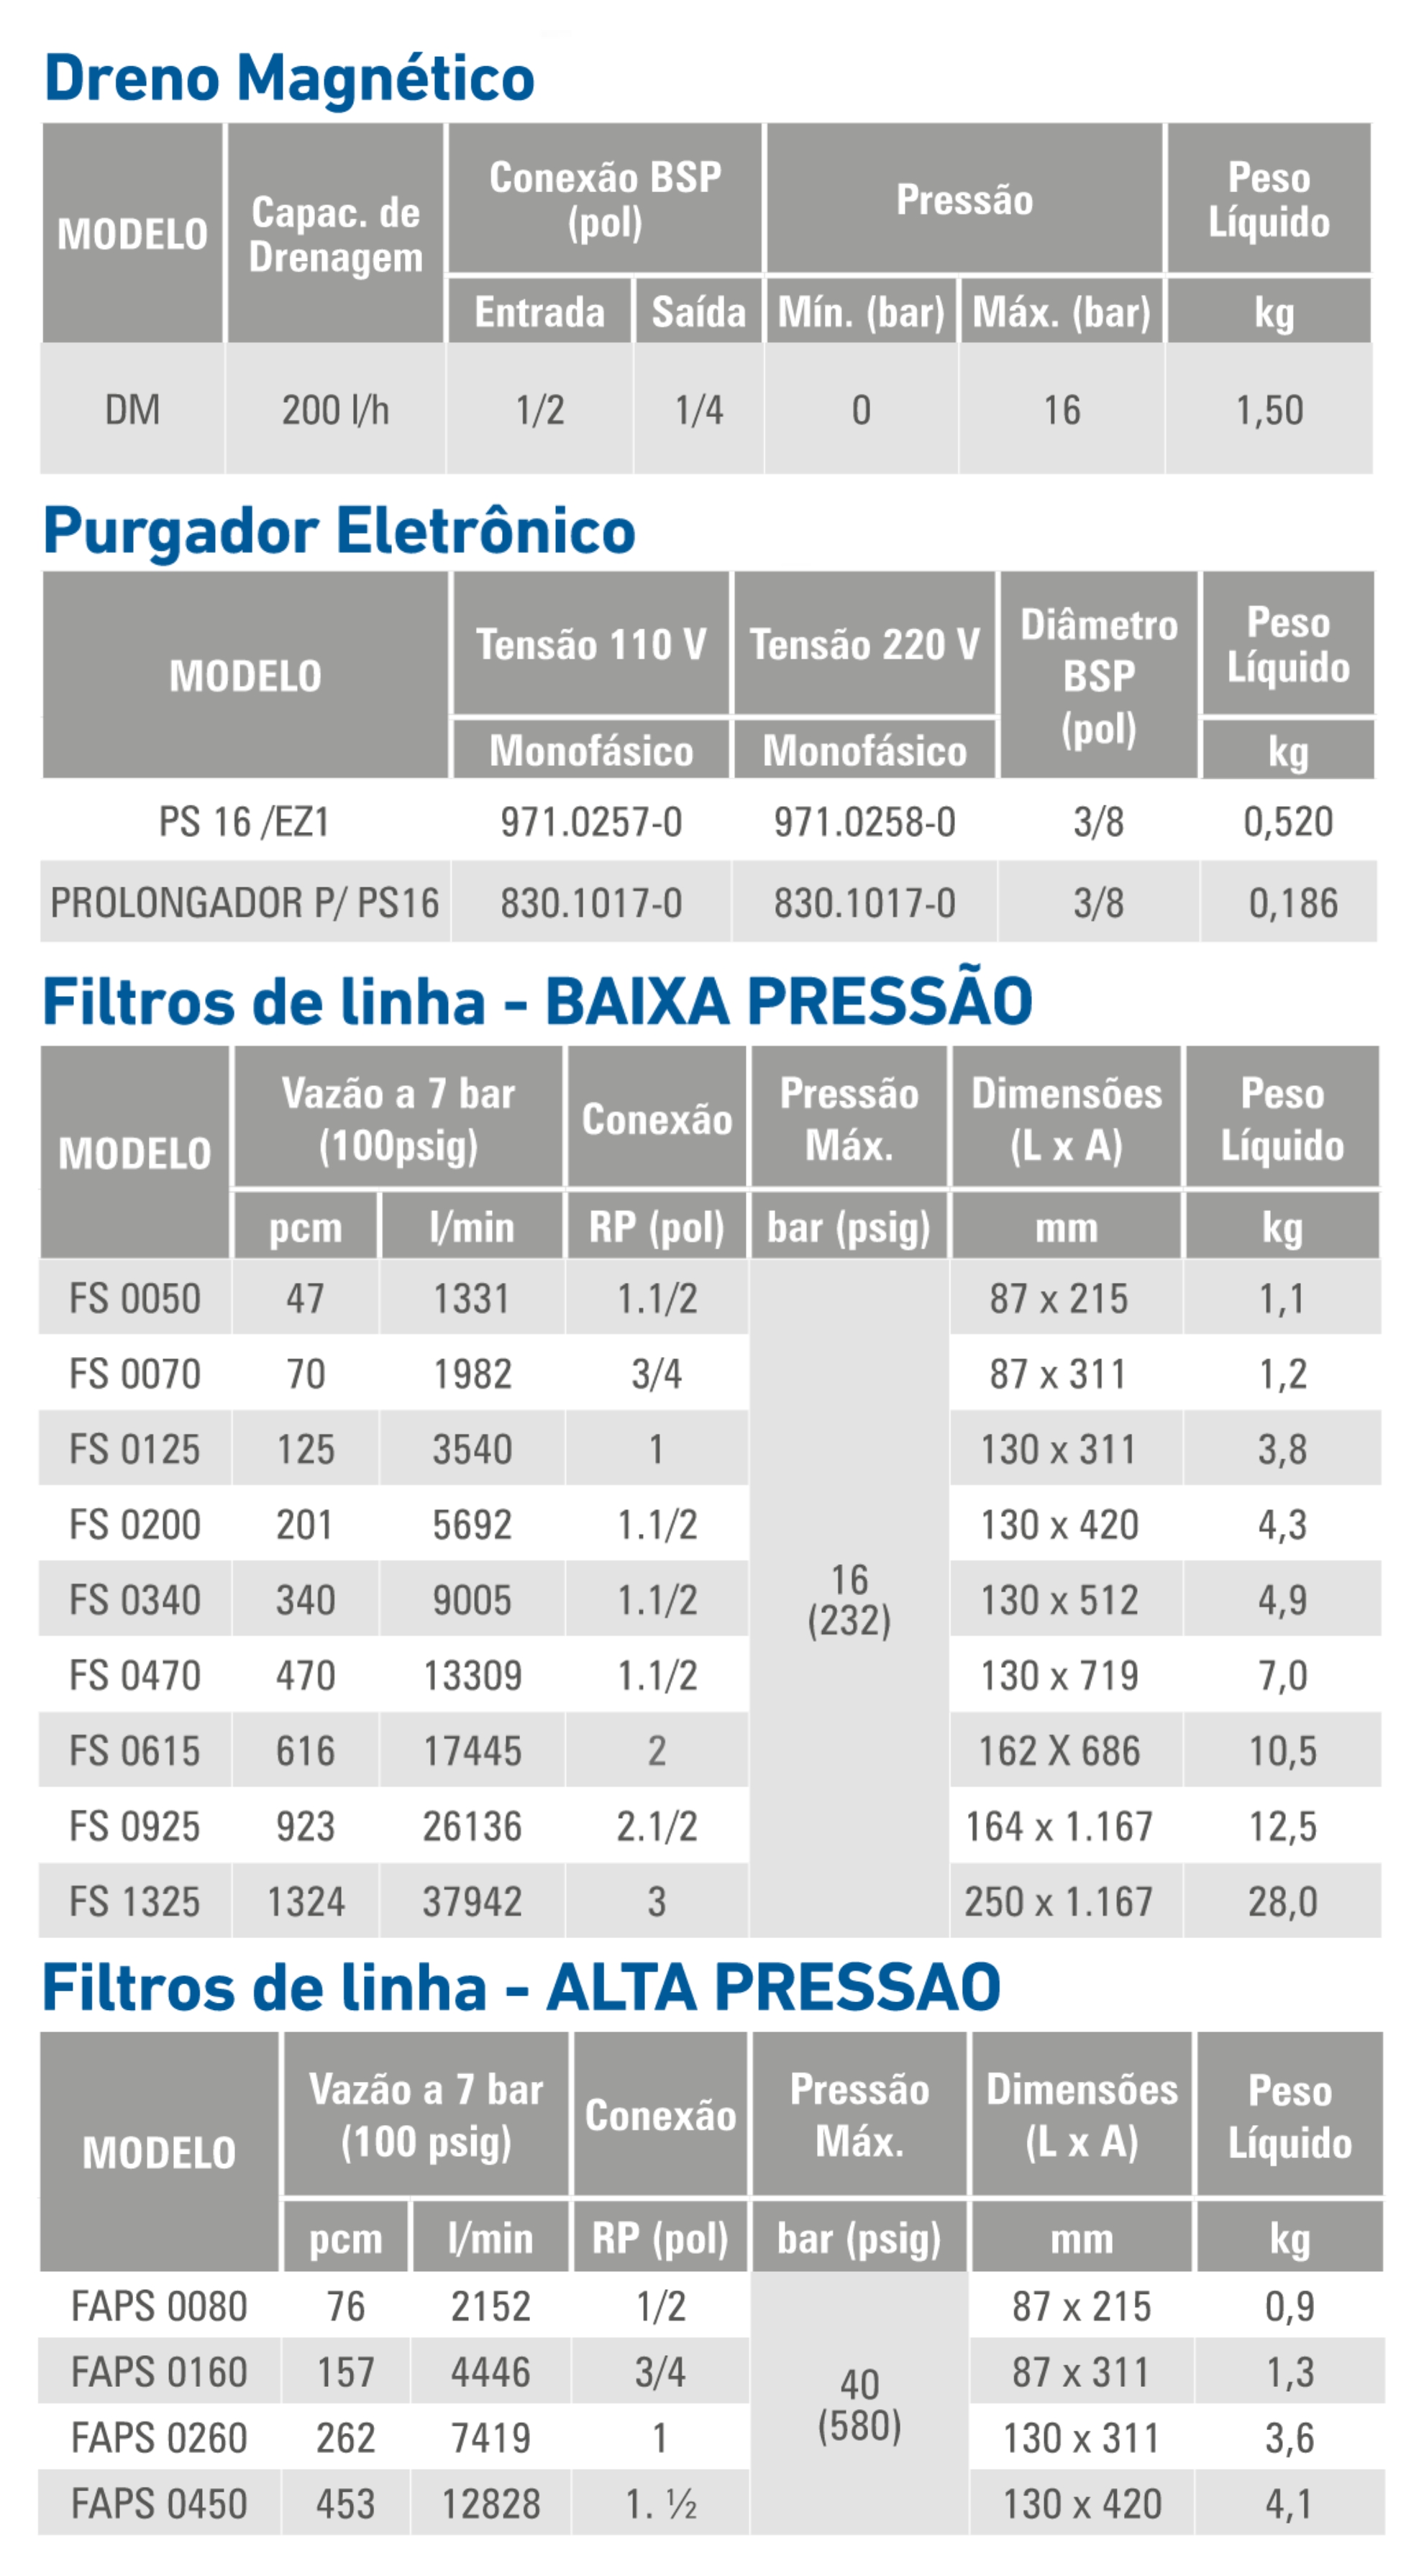 Dreno Magnético
MODELO Capac. de Drenagem Conexão BSP (pol) Pressão Peso Líquido
Entrada Saída Mín. (bar) Máx. (bar) kg
DM 200 l/h 1/2 1/4 0 16 1,50
Purgador Eletrônico
MODELO Tensão 110 V Tensão 220 V Diâmetro BSP (pol) Peso Líquido
Monofásico Monofásico kg
PS 16 /EZ1 971.0257-0 971.0258-0 3/8 0,520
PROLONGADOR P/ PS16 830.1017-0 830.1017-0 3/8 0,186
Filtros de linha - BAIXA PRESSÃO
MODELO Vazão a 7 bar (100psig) Conexão Pressão Máx. Dimensões (L x A) Peso Líquido
pcm l/min RP (pol) bar (psig) mm kg
FS 0050 47 1331 1.1/2 87 x 215 1,1
FS 0070 70 1982 3/4 87 x 311 1,2
FS 0125 125 3540 1 130 x 311 3,8
FS 0200 201 5692 1.1/2 130 x 420 4,3
FS 0340 340 9005 1.1/2 16 (232) 130 x 512 4,9
FS 0470 470 13309 1.1/2 130 x 719 7,0
FS 0615 616 17445 2 162 X 686 10,5
FS 0925 923 26136 2.1/2 164 x 1.167 12,5
FS 1325 1324 37942 3 250 x 1.167 28,0
Filtros de linha - ALTA PRESSAO
MODELO Vazão a 7 bar (100 psig) Conexão Pressão Máx. Dimensões (L x A) Peso Líquido
pcm l/min RP (pol) bar (psig) mm kg
FAPS 0080 76 2152 1/2 87 x 215 0,9
FAPS 0160 157 4446 3/4 40 (580) 87 x 311 1,3
FAPS 0260 262 7419 1 130 x 311 3,6
FAPS 0450 453 12828 1. ½ 130 x 420 4,1